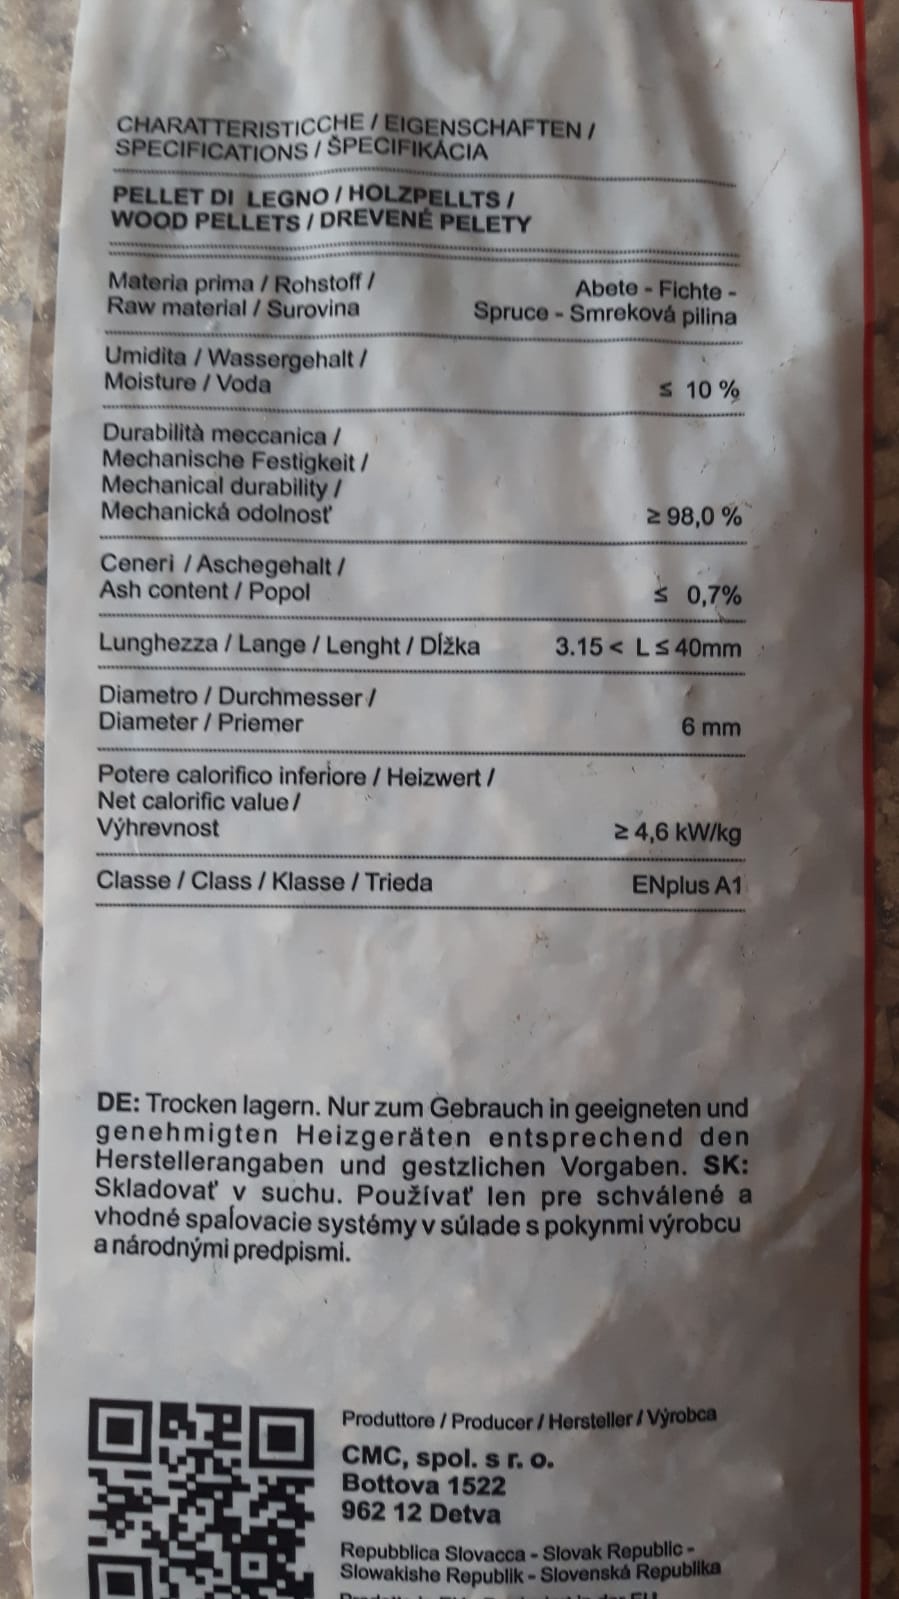 CHARATTERISTICCHE / EIGENSCHAFTEN /
SPECIFICATIONS / ŠPECIFIKÁCIA
PELLET DI LEGNO / HOLZPELLTS /
WOOD PELLETS / DREVENÉ PELETY
Materia prima / Rohstoff /
Raw material / Surovina
Abete - Fichte -
Spruce - Smreková pilina
Umidita / Wassergehalt /
Moisture / Voda
≤ 10 %
Durabilità meccanica /
Mechanische Festigkeit /
Mechanical durability /
Mechanická odolnosť
≥ 98,0 %
Ceneri / Aschegehalt /
Ash content / Popol
≤ 0,7%
Lunghezza / Lange / Lenght / Dĺžka 3.15 < L ≤ 40mm
Diametro / Durchmesser /
Diameter / Priemer
6 mm
Potere calorifico inferiore / Heizwert /
Net calorific value /
Výhrevnost
≥ 4,6 kW/kg
Classe / Class / Klasse / Trieda ENplus A1
DE: Trocken lagern. Nur zum Gebrauch in geeigneten und
genehmigten Heizgeräten entsprechend den
Herstellerangaben und gestzlichen Vorgaben. SK:
Skladovať v suchu. Používať len pre schválené a
vhodné spaľovacie systémy v súlade s pokynmi výrobcu
a národnými predpismi.
Produttore / Producer / Hersteller / Výrobca
CMC, spol. s r. o.
Bottova 1522
962 12 Detva
Repubblica Slovacca - Slovak Republic -
Slowakishe Republik - Slovenská Republika